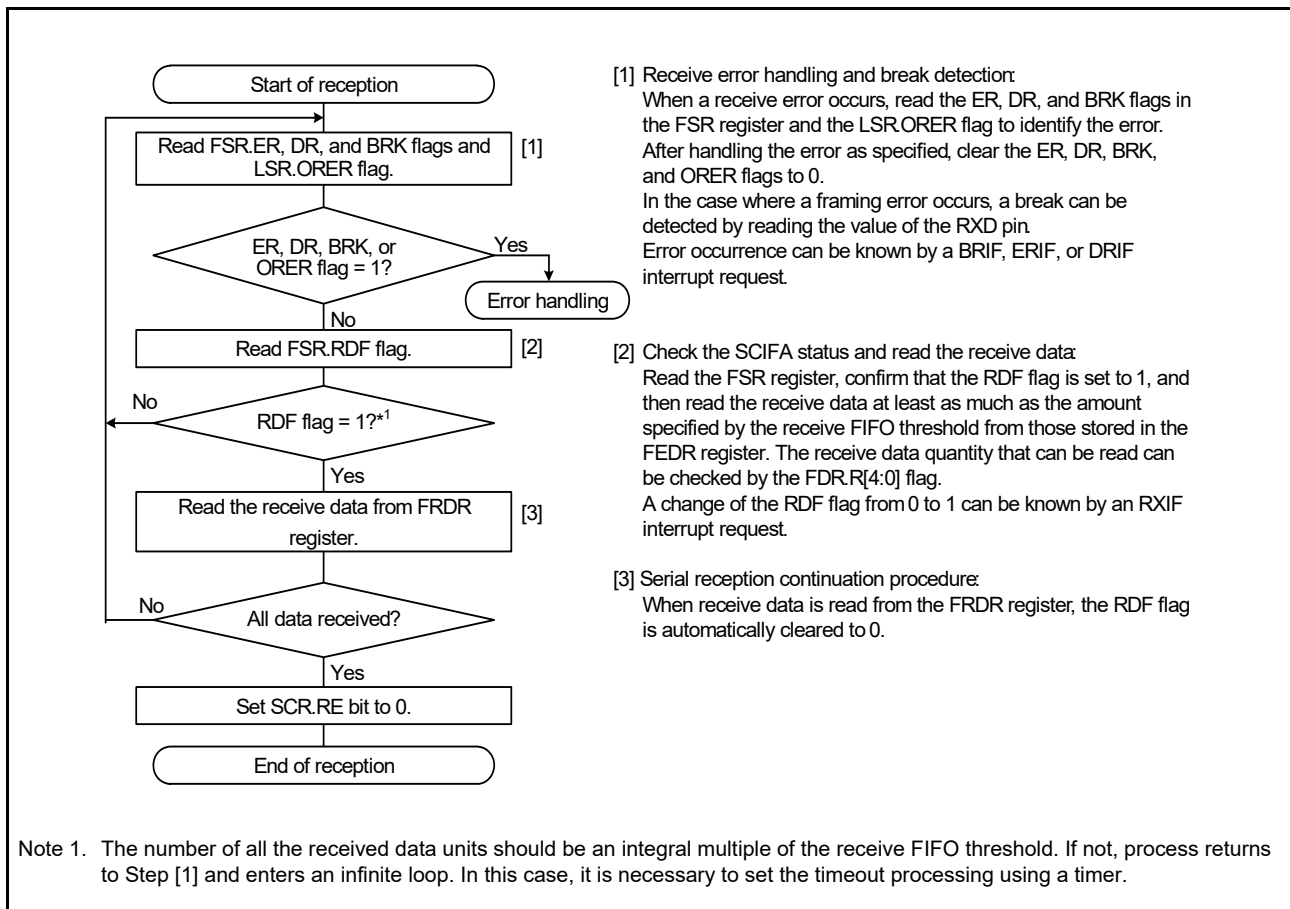 Start of reception
Read FSR.ER, DR, and BRK flags and
LSR.ORER flag.
[1]
ER, DR, BRK, or
ORER flag = 1?
Yes
Error handling
No
Read FSR.RDF flag.
[2]
No
RDF flag = 1?*1
Yes
Read the receive data from FRDR
register.
[3]
No
All data received?
Yes
Set SCR.RE bit to 0.
End of reception
[1] Receive error handling and break detection:
When a receive error occurs, read the ER, DR, and BRK flags in
the FSR register and the LSR.ORER flag to identify the error.
After handling the error as specified, clear the ER, DR, BRK,
and ORER flags to 0.
In the case where a framing error occurs, a break can be
detected by reading the value of the RXD pin.
Error occurrence can be known by a BRIF, ERIF, or DRIF
interrupt request.
[2] Check the SCIFA status and read the receive data:
Read the FSR register, confirm that the RDF flag is set to 1, and
then read the receive data at least as much as the amount
specified by the receive FIFO threshold from those stored in the
FEDR register. The receive data quantity that can be read can
be checked by the FDR.R[4:0] flag.
A change of the RDF flag from 0 to 1 can be known by an RXIF
interrupt request.
[3] Serial reception continuation procedure:
When receive data is read from the FRDR register, the RDF flag
is automatically cleared to 0.
Note 1. The number of all the received data units should be an integral multiple of the receive FIFO threshold. If not, process returns
to Step [1] and enters an infinite loop. In this case, it is necessary to set the timeout processing using a timer.